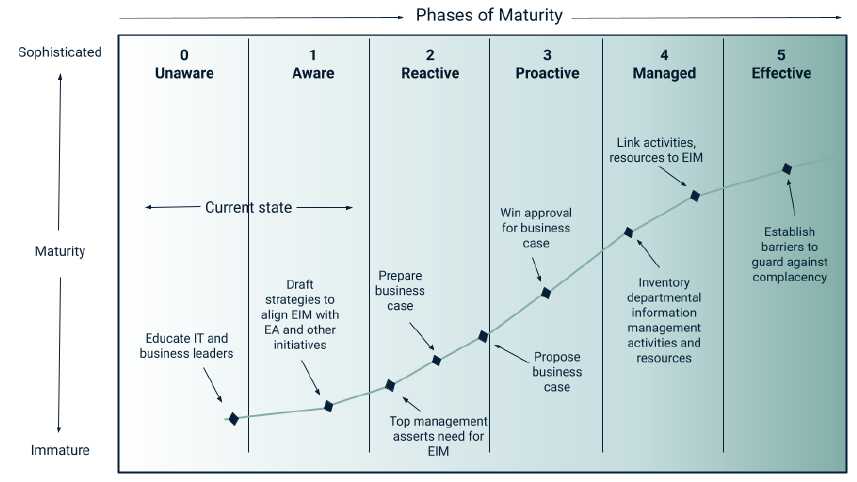 Phases of Maturity
Sophisticated
0
Unaware
1
Aware
2
Reactive
3
Proactive
4
Managed
5
Effective
Link activities,
resources to EIM
Current state
Win approval
for business
case
Establish
barriers to
guard against
complacency
Maturity
Prepare
business
case
Draft
strategies to
align EIM with
EA and other
initiatives
Inventory
departmental
information
management
activities and
resources
Educate IT and
business leaders
Propose
business
case
Top management
asserts need for
EIM
Immature